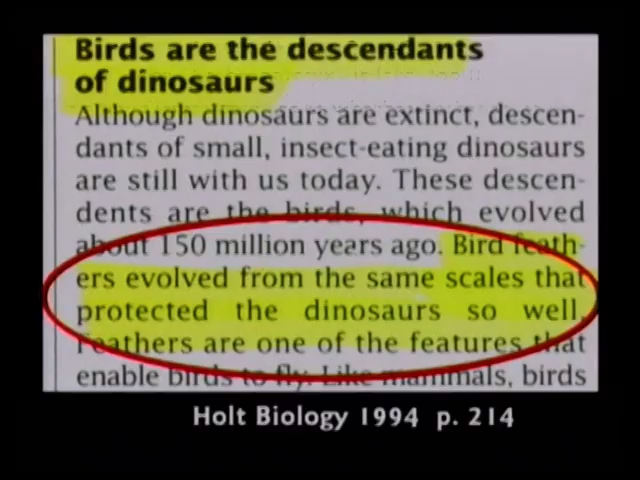 Birds are the descendants
of dinosaurs
Although dinosaurs are extinct, descen-
dants of small, insect-eating dinosaurs
are still with us today. These descen-
dents are the birds, which evolved
about 150 million years ago. Bird feath-
ers evolved from the same scales that
protected the dinosaurs so well.
Feathers are one of the features that
enable birds to fly. Like mammals, birds
Holt Biology 1994 p. 214